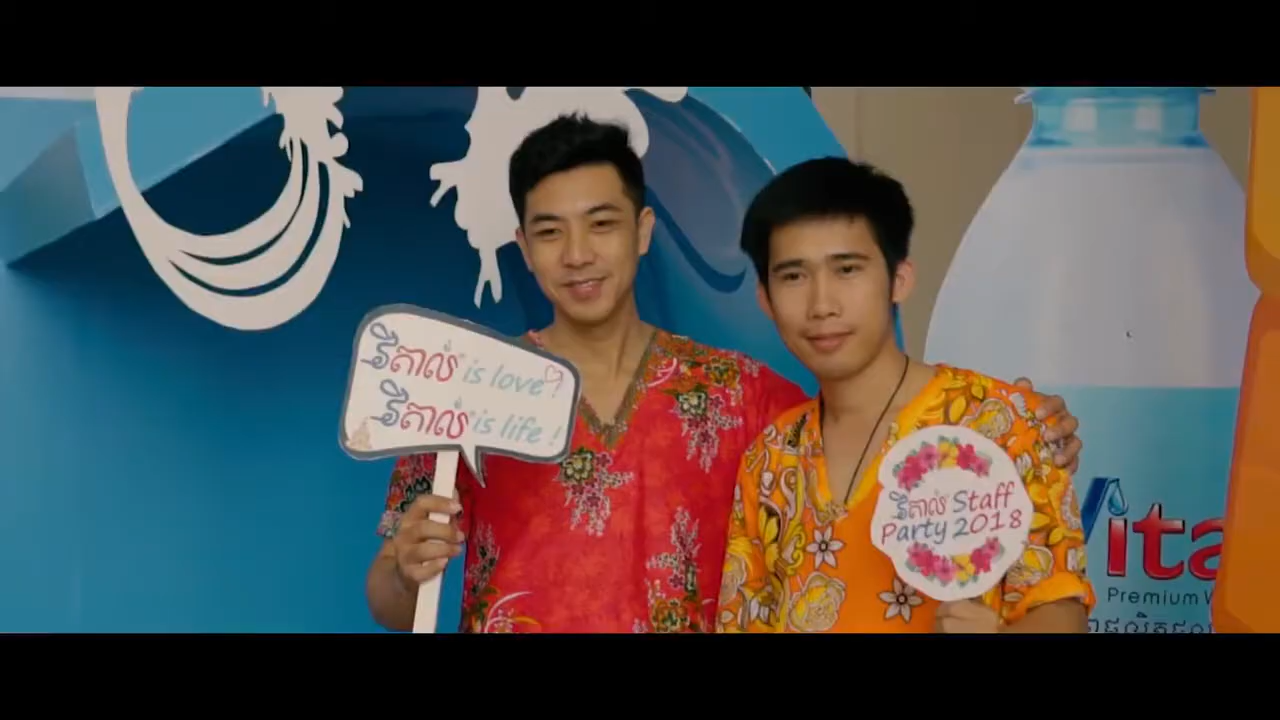 វីតាល់ is love !
វីតាល់ is life !
វីតាល់ Staff
Party 2018
Vita
Premium W